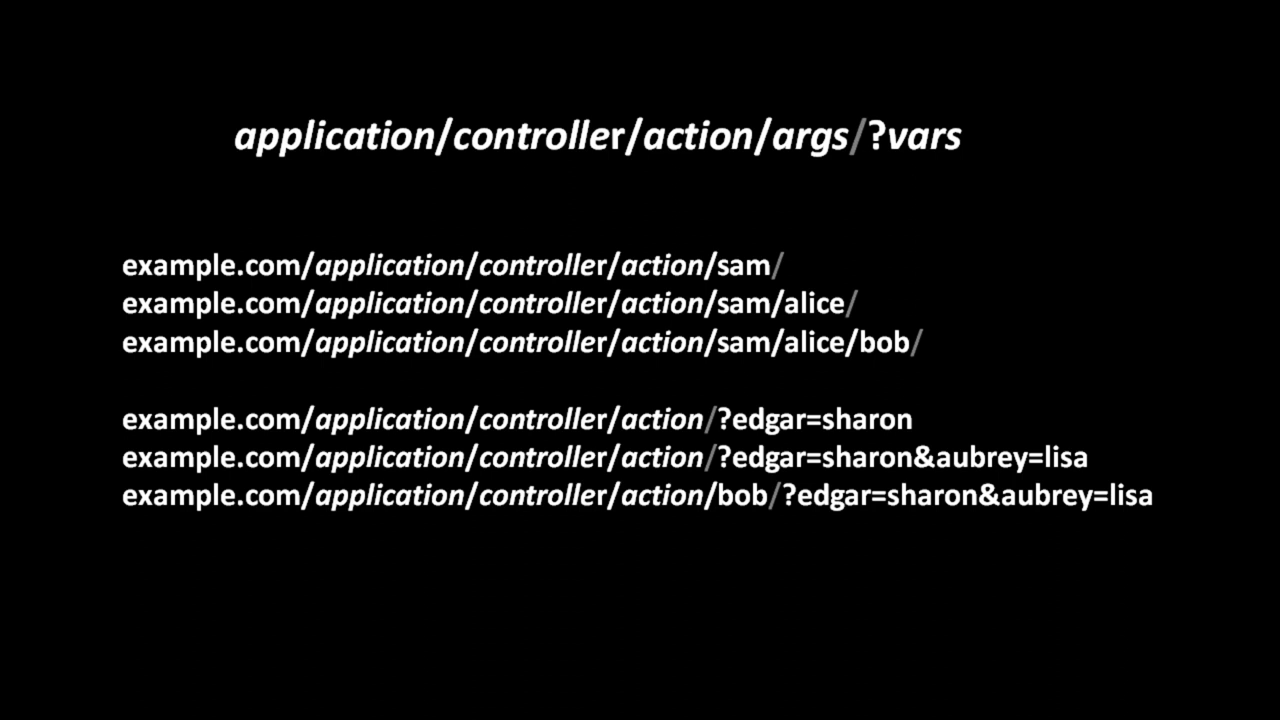 application/controller/action/args/?vars
example.com/application/controller/action/sam/
example.com/application/controller/action/sam/alice/
example.com/application/controller/action/sam/alice/bob/
example.com/application/controller/action/?edgar=sharon
example.com/application/controller/action/?edgar=sharon&aubrey=lisa
example.com/application/controller/action/bob/?edgar=sharon&aubrey=lisa